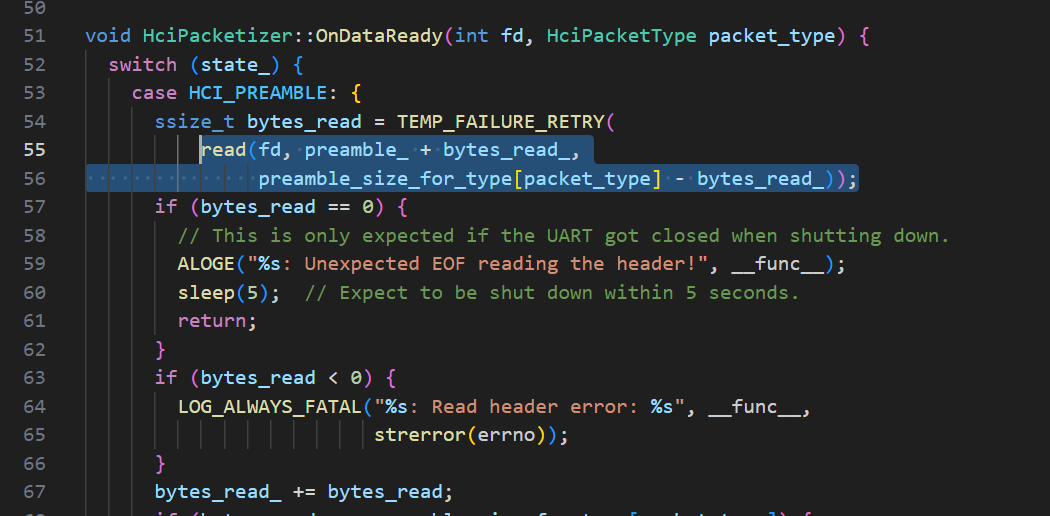 50
51 void HciPacketizer::OnDataReady(int fd, HciPacketType packet_type) {
52 switch (state_) {
53 case HCI_PREAMBLE: {
54 ssize_t bytes_read = TEMP_FAILURE_RETRY(
55 read(fd, preamble_ + bytes_read_,
56 preamble_size_for_type[packet_type] - bytes_read_));
57 if (bytes_read == 0) {
58 // This is only expected if the UART got closed when shutting down.
59 ALOGE("%s: Unexpected EOF reading the header!", __func__);
60 sleep(5); // Expect to be shut down within 5 seconds.
61 return;
62 }
63 if (bytes_read < 0) {
64 LOG_ALWAYS_FATAL("%s: Read header error: %s", __func__,
65 strerror(errno));
66 }
67 bytes_read_ += bytes_read;